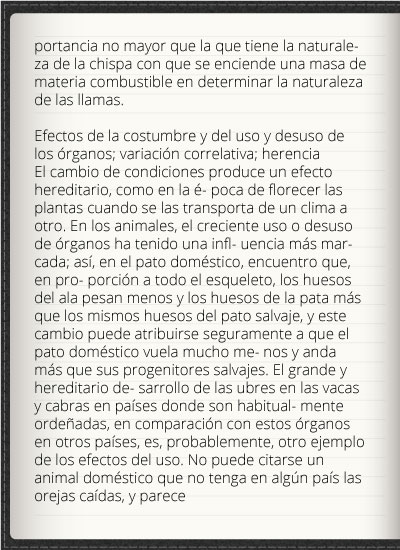 portancia no mayor que la que tiene la naturale-
za de la chispa con que se enciende una masa de
materia combustible en determinar la naturaleza
de las llamas.

Efectos de la costumbre y del uso y desuso de
los órganos; variación correlativa; herencia
El cambio de condiciones produce un efecto
hereditario, como en la é- poca de florecer las
plantas cuando se las transporta de un clima a
otro. En los animales, el creciente uso o desuso
de órganos ha tenido una infl- uencia más mar-
cada; así, en el pato doméstico, encuentro que,
en pro- porción a todo el esqueleto, los huesos
del ala pesan menos y los huesos de la pata más
que los mismos huesos del pato salvaje, y este
cambio puede atribuirse seguramente a que el
pato doméstico vuela mucho me- nos y anda
más que sus progenitores salvajes. El grande y
hereditario de- sarrollo de las ubres en las vacas
y cabras en países donde son habitual- mente
ordeñadas, en comparación con estos órganos
en otros países, es, probablemente, otro ejemplo
de los efectos del uso. No puede citarse un
animal doméstico que no tenga en algún país las
orejas caídas, y parece